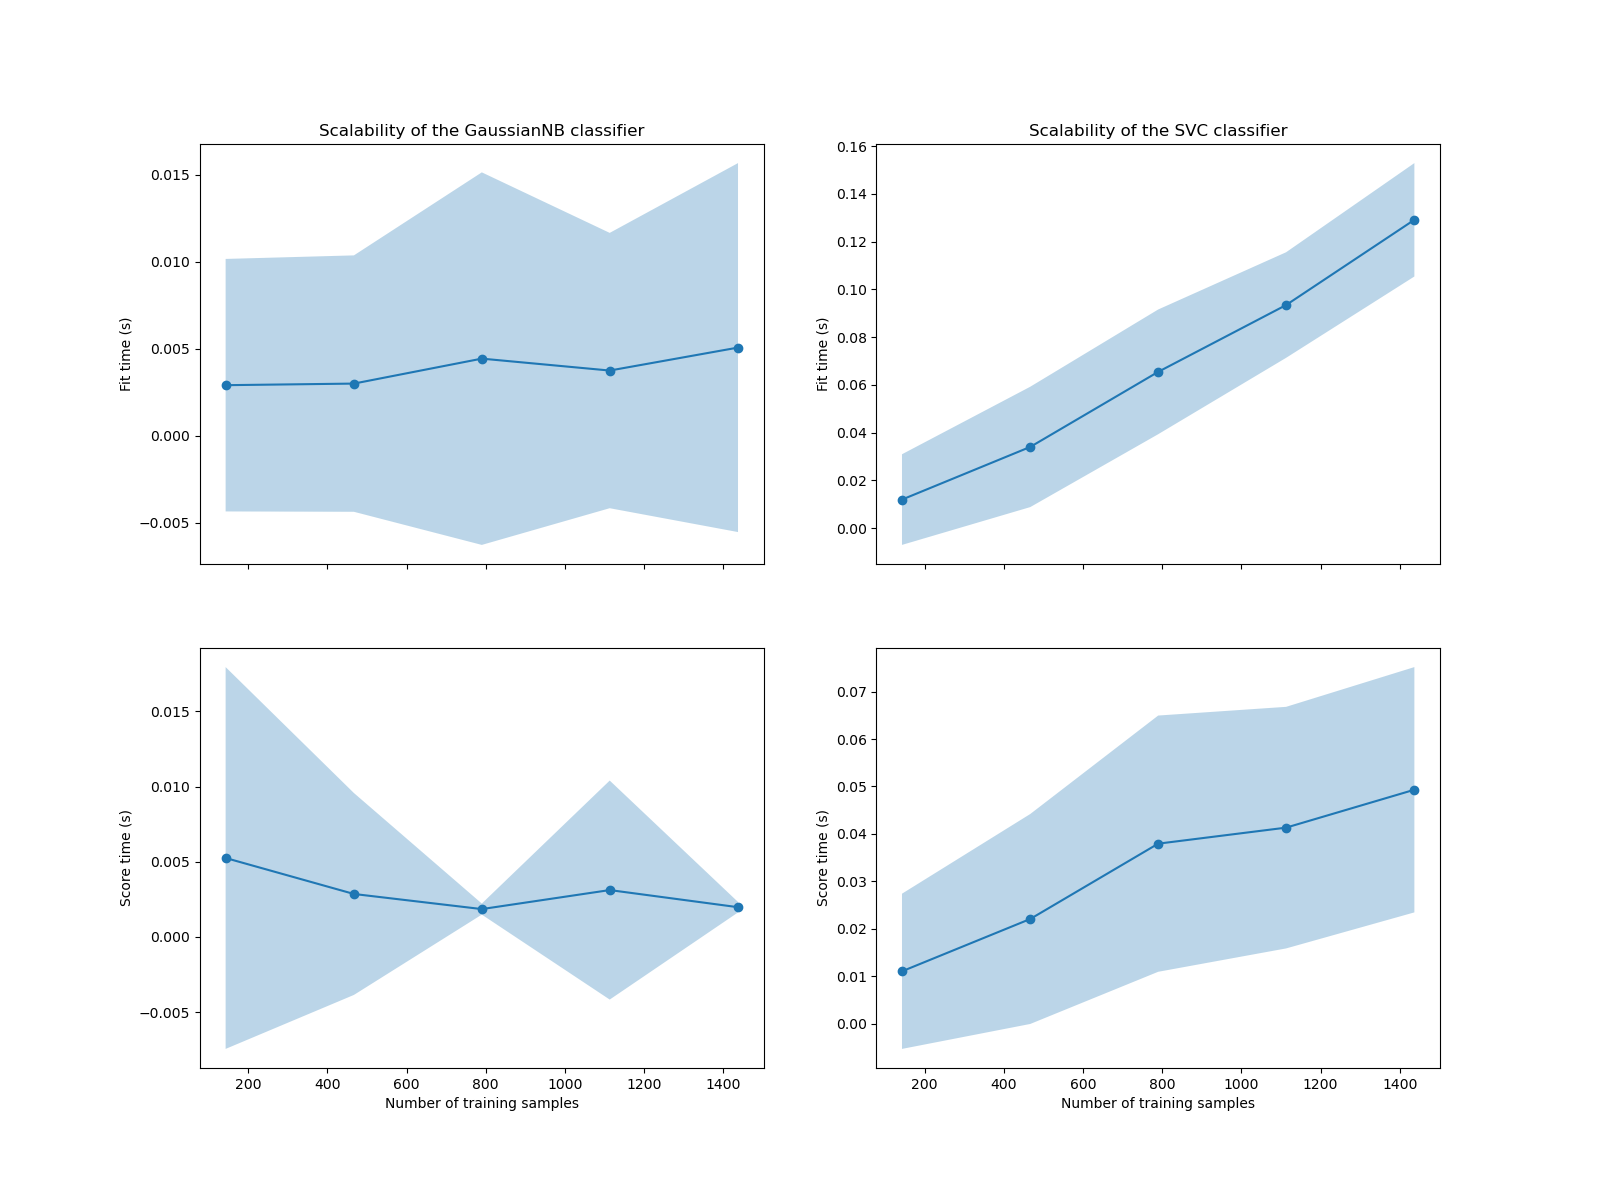 Scalability of the GaussianNB classifier
0.015
0.010
0.005
0.000
−0.005
Fit time (s)
Scalability of the SVC classifier
0.16
0.14
0.12
0.10
0.08
0.06
0.04
0.02
0.00
Fit time (s)
0.015
0.010
0.005
0.000
−0.005
Score time (s)
200 400 600 800 1000 1200 1400
Number of training samples
0.07
0.06
0.05
0.04
0.03
0.02
0.01
0.00
Score time (s)
200 400 600 800 1000 1200 1400
Number of training samples